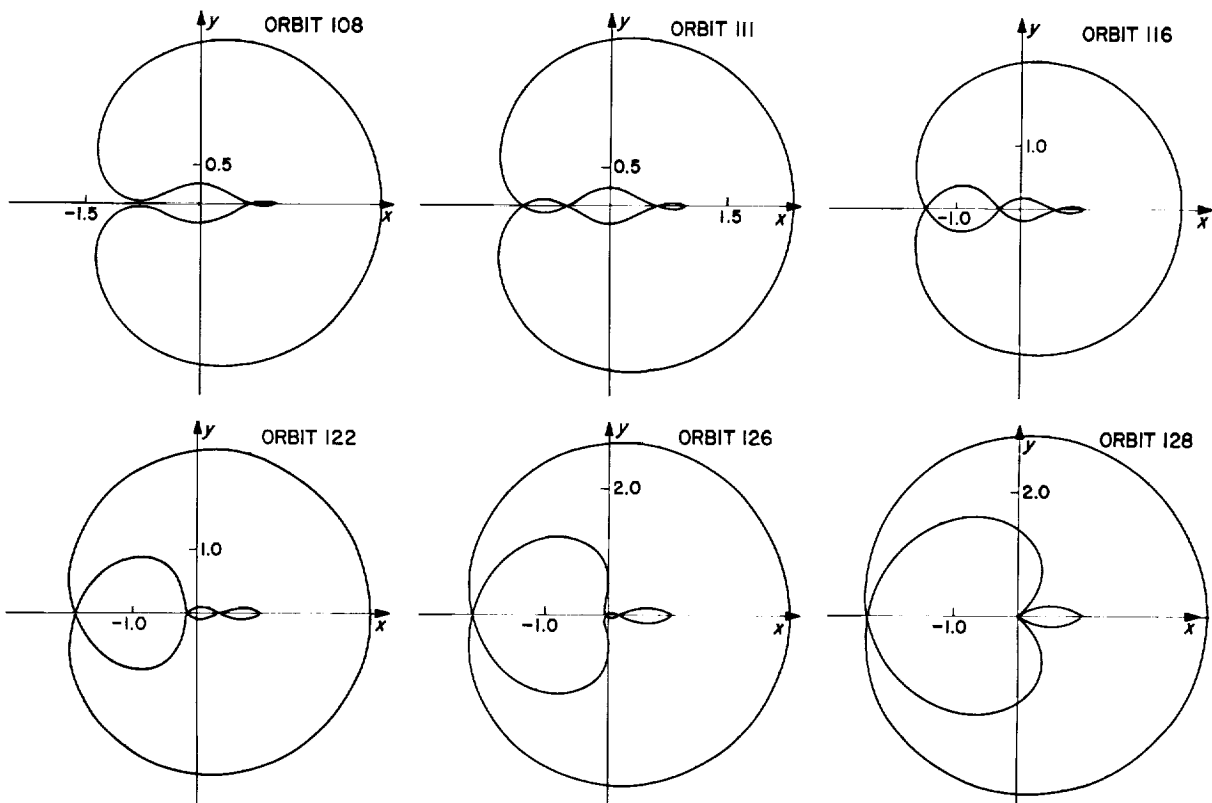 y ORBIT 108
0.5
-1.5
x
y ORBIT 111
0.5
1.5
x
y ORBIT 116
1.0
-1.0
x
y ORBIT 122
1.0
-1.0
x
y ORBIT 126
2.0
-1.0
x
y ORBIT 128
2.0
-1.0
x